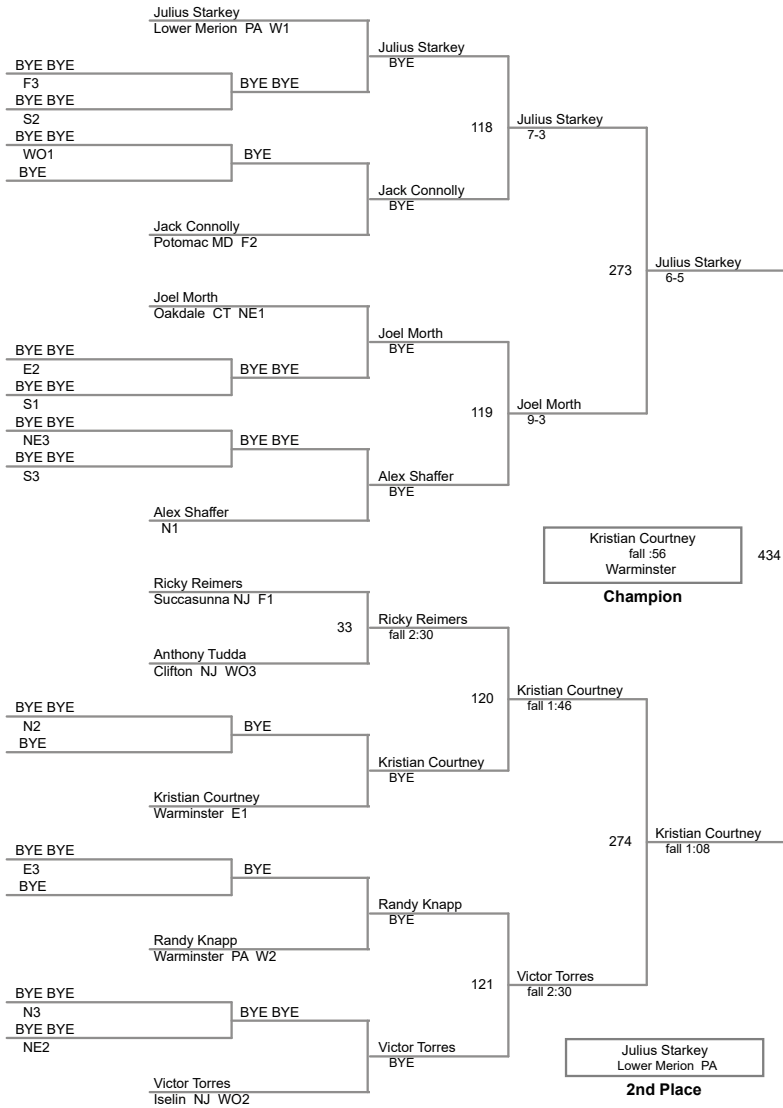 Julius Starkey
Lower Merion PA W1
Julius Starkey
BYE
BYE BYE
F3
BYE BYE
BYE BYE
S2
118
Julius Starkey
7-3
BYE BYE
WO1
BYE
BYE
Jack Connolly
BYE
Jack Connolly
Potomac MD F2
273
Julius Starkey
6-5
Joel Morth
Oakdale CT NE1
Joel Morth
BYE
BYE BYE
E2
BYE BYE
BYE BYE
S1
119
Joel Morth
9-3
BYE BYE
NE3
BYE BYE
BYE BYE
S3
Alex Shaffer
BYE
Alex Shaffer
N1
Kristian Courtney
fall :56
Warminster
434
Champion
Ricky Reimers
Succasunna NJ F1
33
Ricky Reimers
fall 2:30
Anthony Tudda
Clifton NJ WO3
120
Kristian Courtney
fall 1:46
BYE BYE
N2
BYE
BYE
Kristian Courtney
BYE
Kristian Courtney
Warminster E1
274
Kristian Courtney
fall 1:08
BYE BYE
E3
BYE
BYE
Randy Knapp
BYE
Randy Knapp
Warminster PA W2
121
Victor Torres
fall 2:30
BYE BYE
N3
BYE BYE
BYE BYE
NE2
Victor Torres
BYE
Victor Torres
Iselin NJ WO2
Julius Starkey
Lower Merion PA
2nd Place